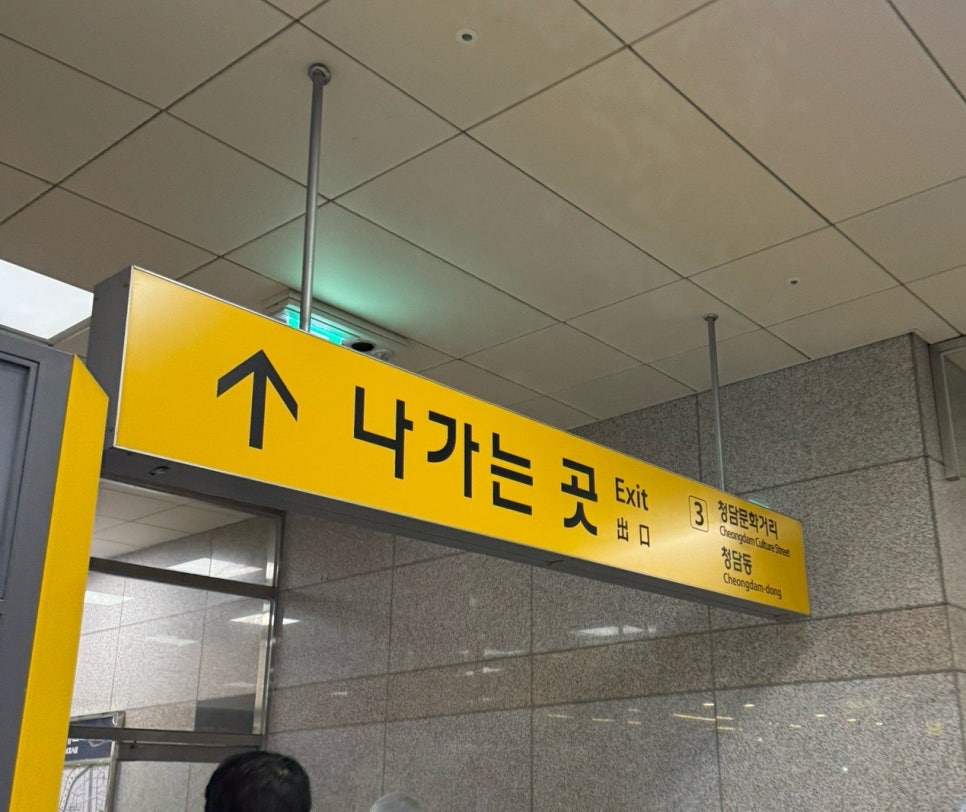 나가는 곳
Exit
出口
3
청담문화거리
Cheongdam Culture Street
청담동
Cheongdam-dong